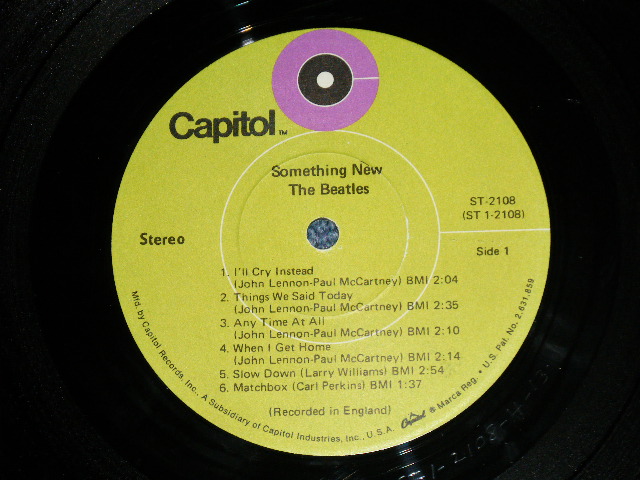 Capitol™
Something New
The Beatles
ST-2108
(ST 1-2108)
Stereo
Side 1
1. I'll Cry Instead
(John Lennon-Paul McCartney) BMI 2:04
2. Things We Said Today
(John Lennon-Paul McCartney) BMI 2:35
3. Any Time At All
(John Lennon-Paul McCartney) BMI 2:10
4. When I Get Home
(John Lennon-Paul McCartney) BMI 2:14
5. Slow Down (Larry Williams) BMI 2:54
6. Matchbox (Carl Perkins) BMI 1:37
(Recorded in England)
Mfd. by Capitol Records, Inc., A Subsidiary of Capitol Industries, Inc., U.S.A. Capitol ® Marca Reg. • U.S. Pat. No. 2,631,859